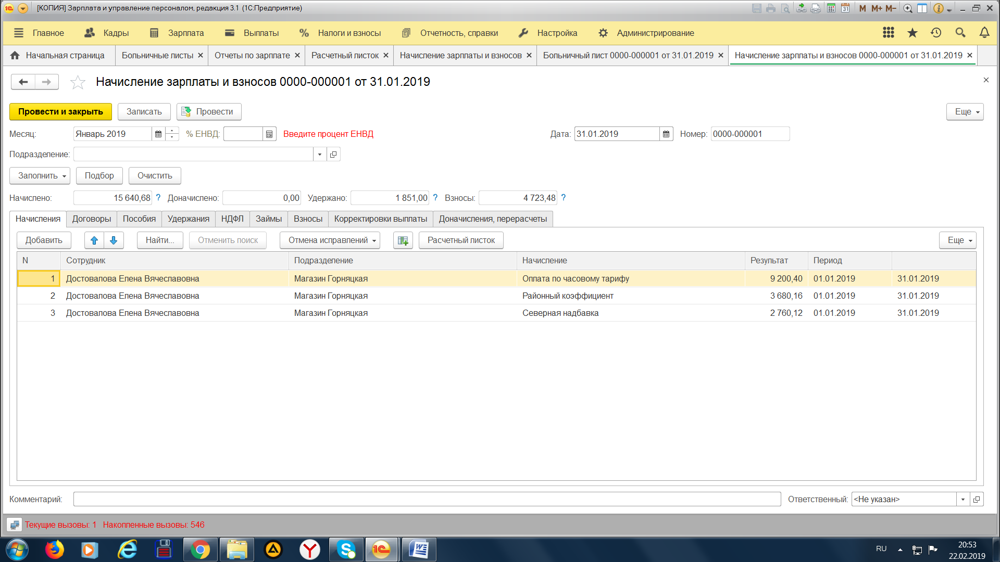 [КОПИЯ] Зарплата и управление персоналом, редакция 3.1 (1С:Предприятие)
31 M M+ M−
Главное Кадры Зарплата Выплаты % Налоги и взносы Отчетность, справки Настройка Администрирование
Начальная страница Больничные листы × Отчеты по зарплате × Расчетный листок × Начисление зарплаты и взносов × Больничный лист 0000-000001 от 31.01.2019 × Начисление зарплаты и взносов 0000-000001 от 31.01.2019 ×
Начисление зарплаты и взносов 0000-000001 от 31.01.2019
Провести и закрыть Записать Провести Еще
Месяц: Январь 2019 % ЕНВД: Введите процент ЕНВД Дата: 31.01.2019 Номер: 0000-000001
Подразделение:
Заполнить Подбор Очистить
Начислено: 15 640,68 ? Доначислено: 0,00 Удержано: 1 851,00 ? Взносы: 4 723,48 ?
Начисления Договоры Пособия Удержания НДФЛ Займы Взносы Корректировки выплаты Доначисления, перерасчеты
Добавить Найти... Отменить поиск Отмена исправлений Расчетный листок Еще
N Сотрудник Подразделение Начисление Результат Период
1 Достовалова Елена Вячеславовна Магазин Горняцкая Оплата по часовому тарифу 9 200,40 01.01.2019 31.01.2019
2 Достовалова Елена Вячеславовна Магазин Горняцкая Районный коэффициент 3 680,16 01.01.2019 31.01.2019
3 Достовалова Елена Вячеславовна Магазин Горняцкая Северная надбавка 2 760,12 01.01.2019 31.01.2019
Комментарий: Ответственный: <Не указан>
Текущие вызовы: 1 Накопленные вызовы: 546
RU 20:53
22.02.2019